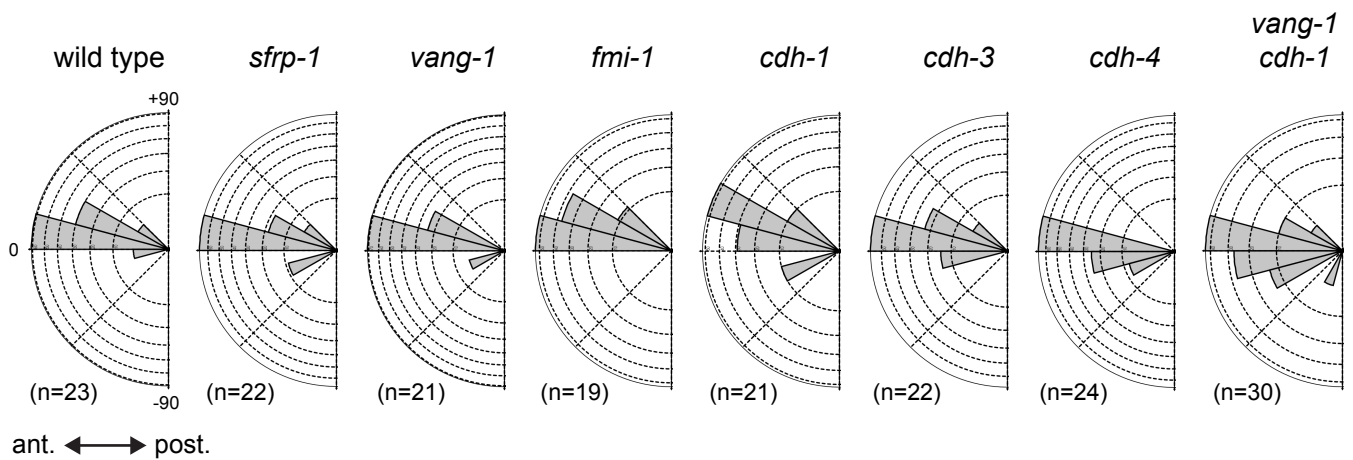 wild type
sfrp-1
vang-1
fmi-1
cdh-1
cdh-3
cdh-4
vang-1
cdh-1
+90
0
-90
(n=23)
(n=22)
(n=21)
(n=19)
(n=21)
(n=22)
(n=24)
(n=30)
ant.
post.